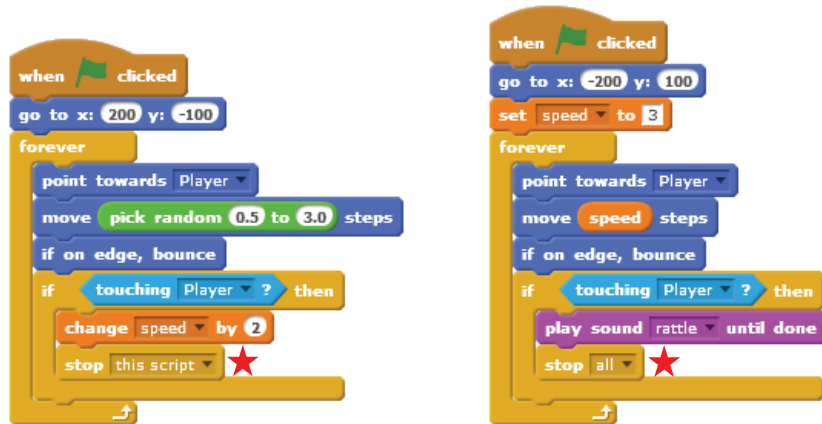 when clicked
go to x: 200 y: -100
forever
point towards Player
move pick random 0.5 to 3.0 steps
if on edge, bounce
if touching Player ? then
change speed by 2
stop this script
when clicked
go to x: -200 y: 100
set speed to 3
forever
point towards Player
move speed steps
if on edge, bounce
if touching Player ? then
play sound rattle until done
stop all